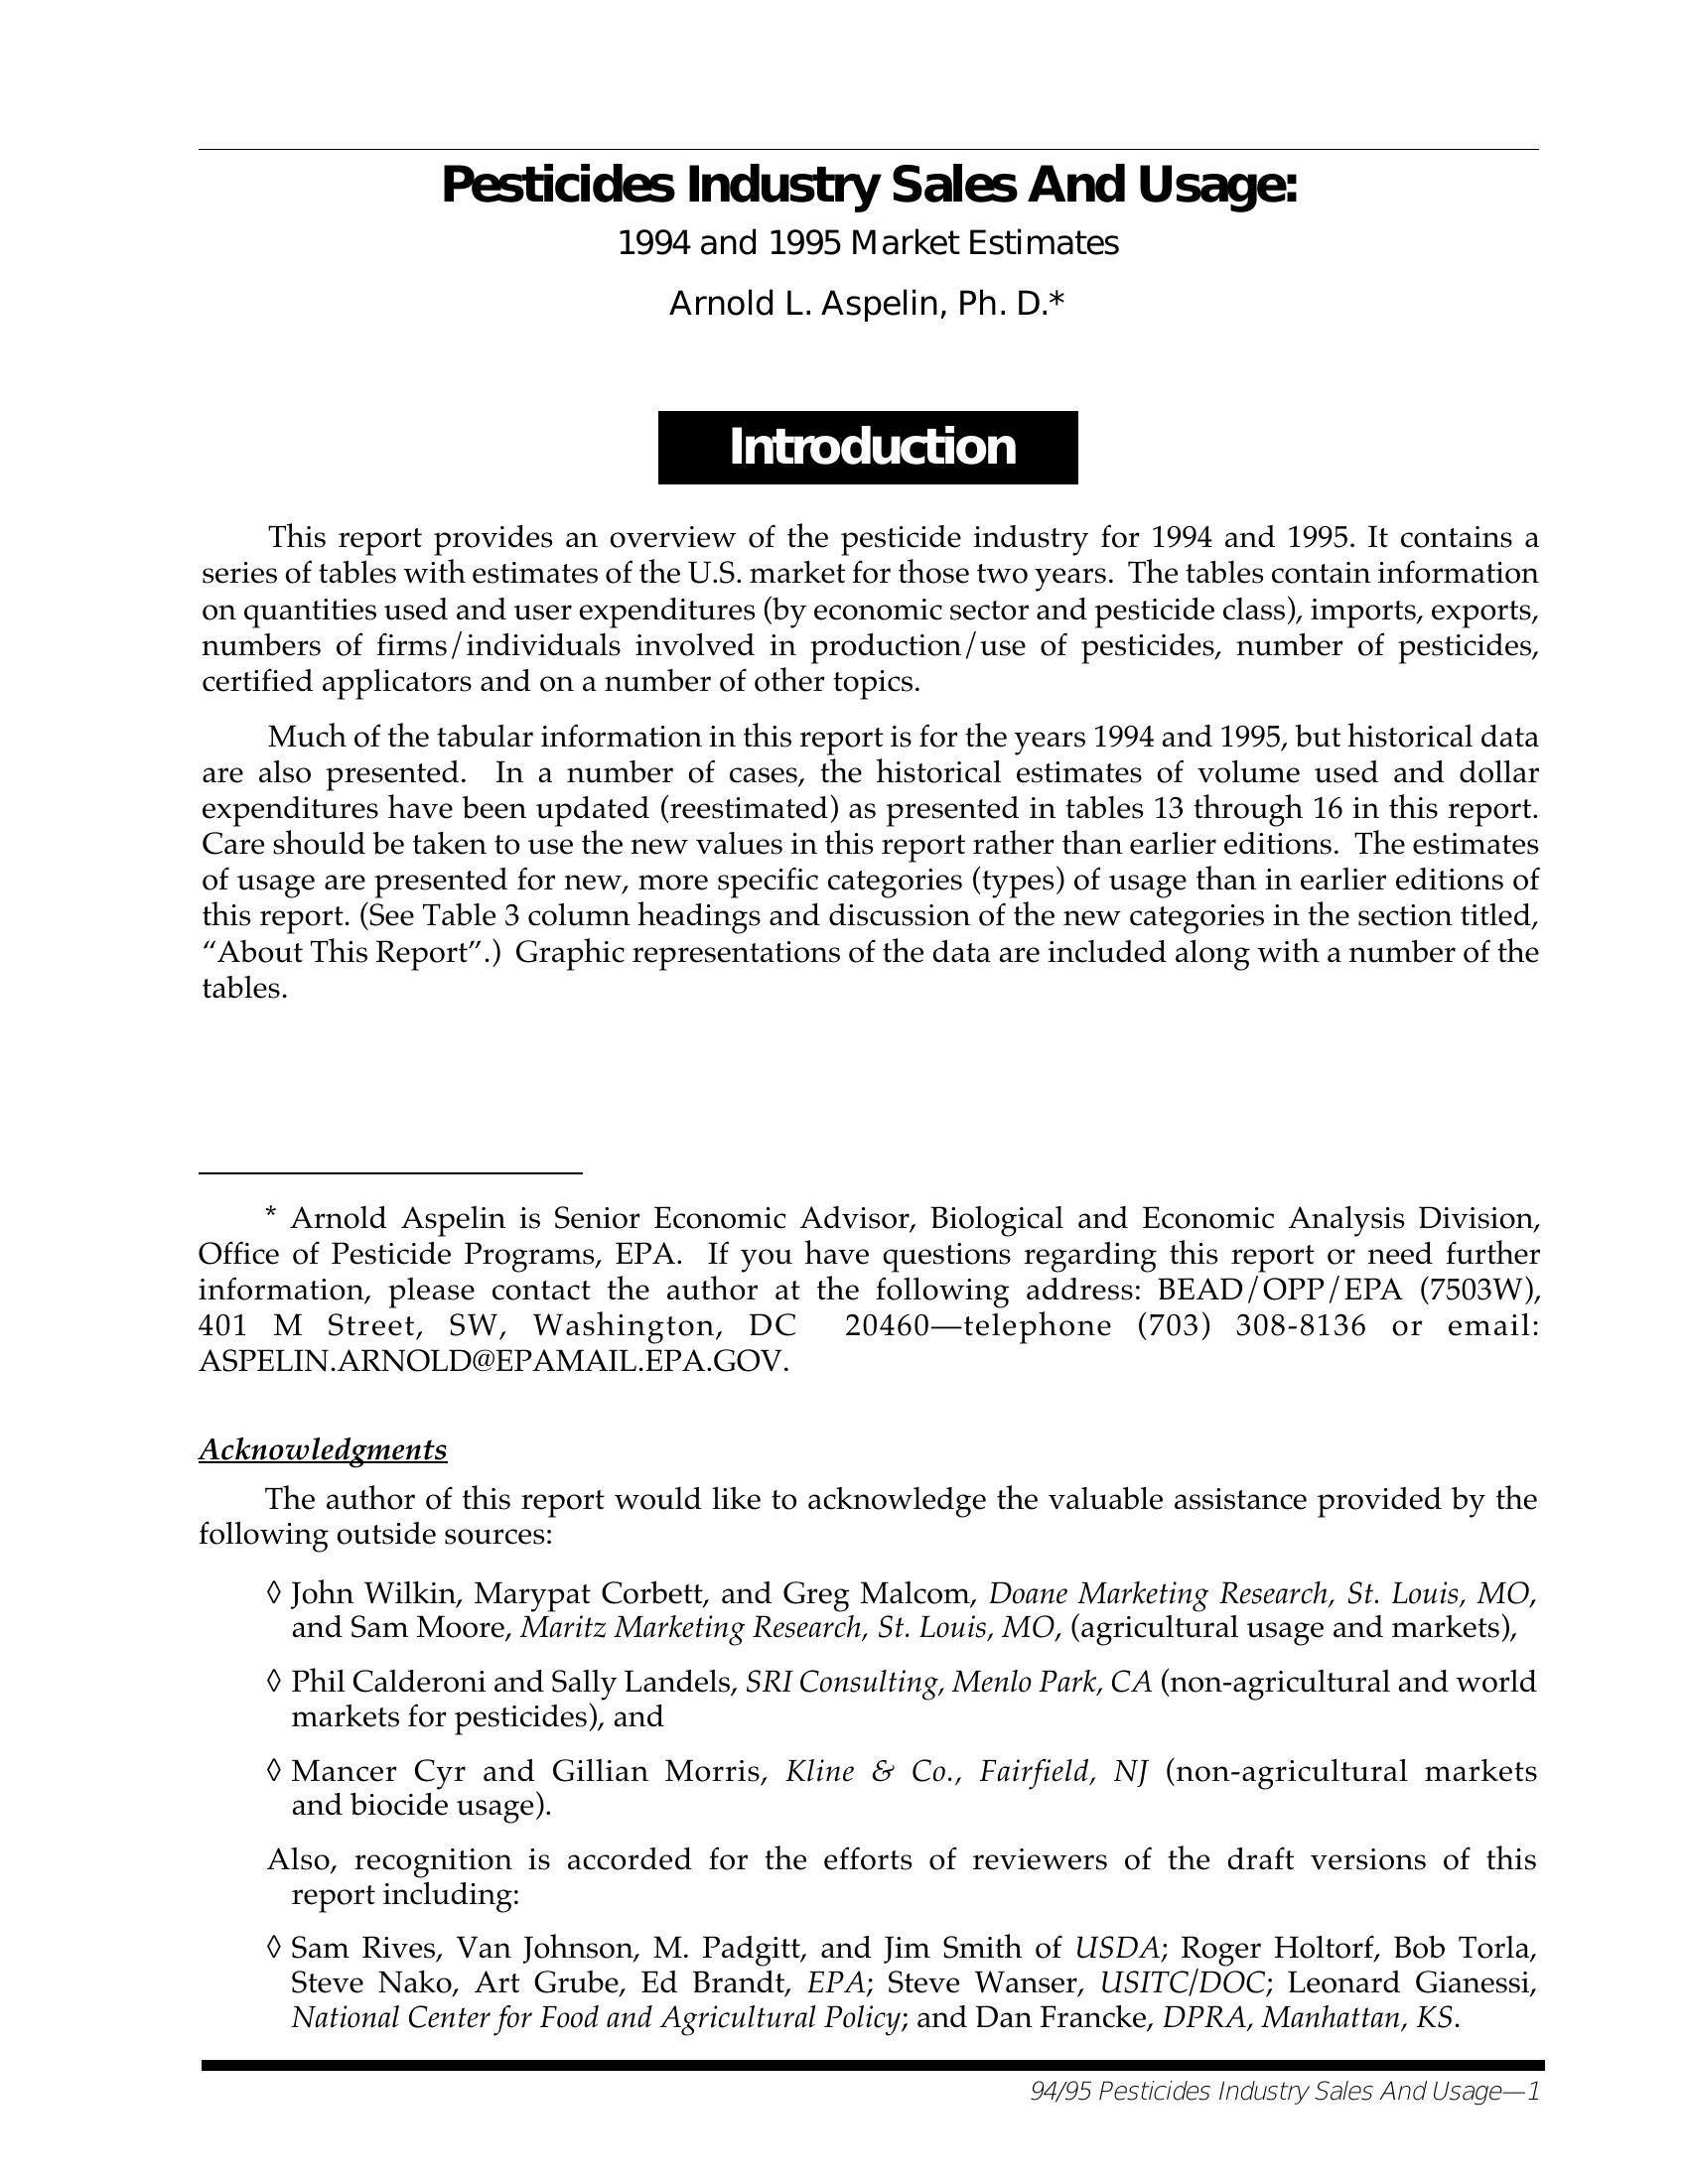 Pesticides Industry Sales And Usage:
1994 and 1995 Market Estimates
Arnold L. Aspelin, Ph. D.*
Introduction
This report provides an overview of the pesticide industry for 1994 and 1995. It contains a
series of tables with estimates of the U.S. market for those two years. The tables contain information
on quantities used and user expenditures (by economic sector and pesticide class), imports, exports,
numbers of firms/individuals involved in production/use of pesticides, number of pesticides,
certified applicators and on a number of other topics.
Much of the tabular information in this report is for the years 1994 and 1995, but historical data
are also presented. In a number of cases, the historical estimates of volume used and dollar
expenditures have been updated (reestimated) as presented in tables 13 through 16 in this report.
Care should be taken to use the new values in this report rather than earlier editions. The estimates
of usage are presented for new, more specific categories (types) of usage than in earlier editions of
this report. (See Table 3 column headings and discussion of the new categories in the section titled,
“About This Report”.) Graphic representations of the data are included along with a number of the
tables.
* Arnold Aspelin is Senior Economic Advisor, Biological and Economic Analysis Division,
Office of Pesticide Programs, EPA. If you have questions regarding this report or need further
information, please contact the author at the following address: BEAD/OPP/EPA (7503W),
401 M Street, SW, Washington, DC 20460—telephone (703) 308-8136 or email:
ASPELIN.ARNOLD@EPAMAIL.EPA.GOV.
Acknowledgments
The author of this report would like to acknowledge the valuable assistance provided by the
following outside sources:
◊ John Wilkin, Marypat Corbett, and Greg Malcom, Doane Marketing Research, St. Louis, MO,
and Sam Moore, Maritz Marketing Research, St. Louis, MO, (agricultural usage and markets),
◊ Phil Calderoni and Sally Landels, SRI Consulting, Menlo Park, CA (non-agricultural and world
markets for pesticides), and
◊ Mancer Cyr and Gillian Morris, Kline & Co., Fairfield, NJ (non-agricultural markets
and biocide usage).
Also, recognition is accorded for the efforts of reviewers of the draft versions of this
report including:
◊ Sam Rives, Van Johnson, M. Padgitt, and Jim Smith of USDA; Roger Holtorf, Bob Torla,
Steve Nako, Art Grube, Ed Brandt, EPA; Steve Wanser, USITC/DOC; Leonard Gianessi,
National Center for Food and Agricultural Policy; and Dan Francke, DPRA, Manhattan, KS.
94/95 Pesticides Industry Sales And Usage—1